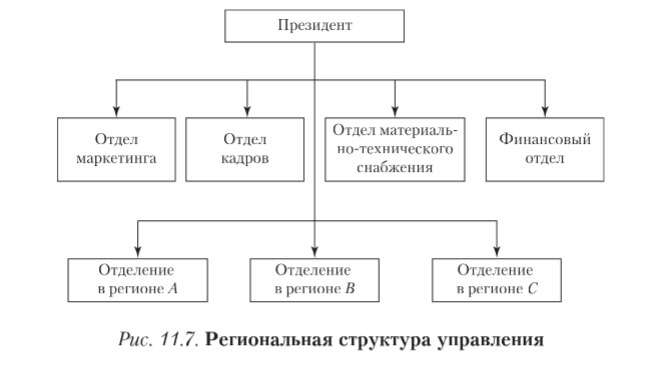 Президент
Отдел
маркетинга
Отдел
кадров
Отдел материаль-
но-технического
снабжения
Финансовый
отдел
Отделение
в регионе A
Отделение
в регионе B
Отделение
в регионе C
Рис. 11.7. Региональная структура управления